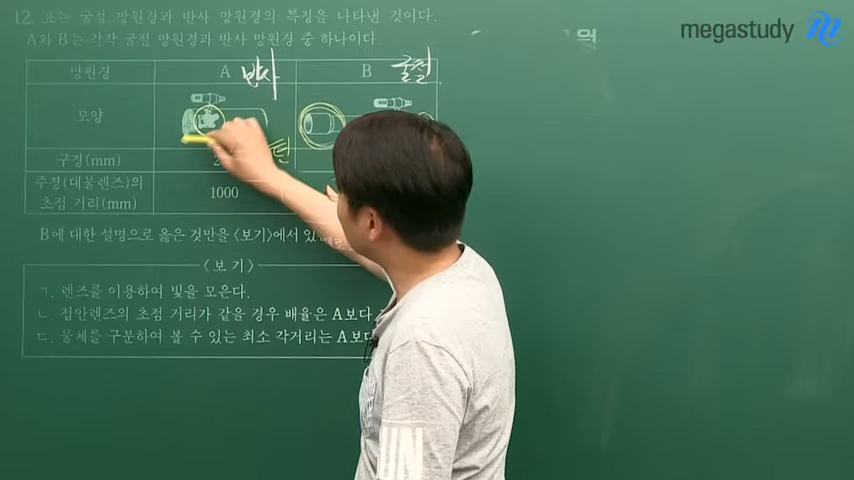 megastudy
12. 표는 굴절 망원경과 반사 망원경의 특징을 나타낸 것이다.
A와 B는 각각 굴절 망원경과 반사 망원경 중 하나이다.
망원경 A 반사 B 굴절
모양
구경(mm) 2
주경(대물렌즈)의 초점 거리(mm) 1000
B에 대한 설명으로 옳은 것만을 <보기>에서 있
<보기>
ㄱ. 렌즈를 이용하여 빛을 모은다.
ㄴ. 접안렌즈의 초점 거리가 같을 경우 배율은 A보다
ㄷ. 물체를 구분하여 볼 수 있는 최소 각거리는 A보다